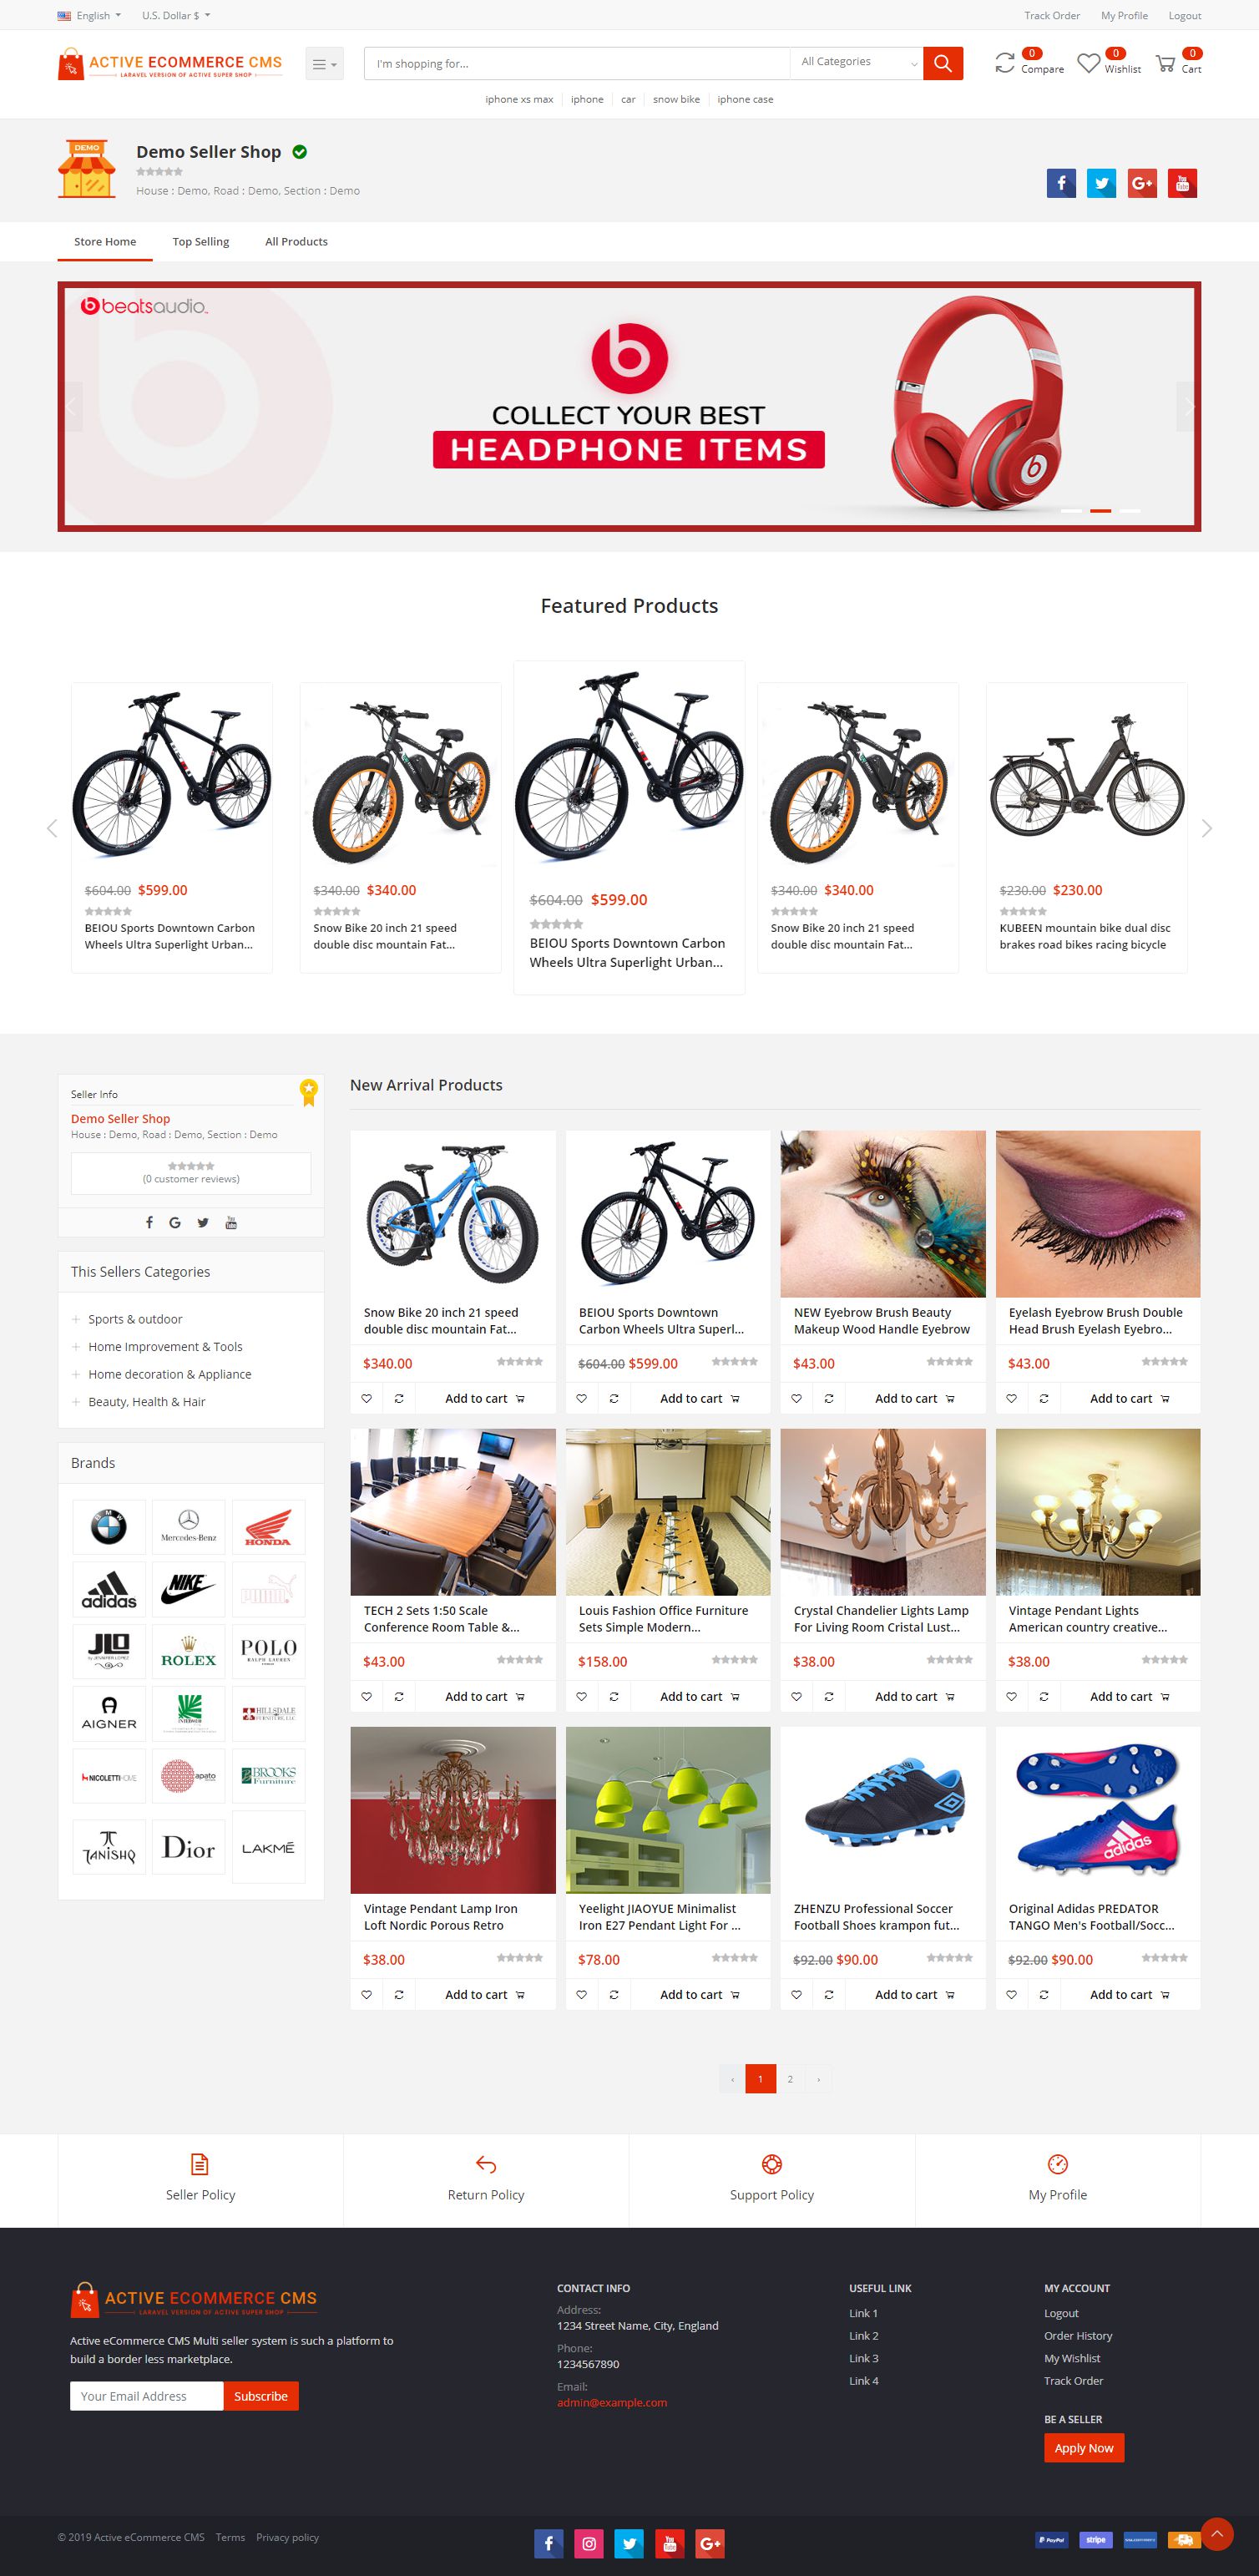 English
U.S. Dollar $
Track Order
My Profile
Logout
ACTIVE ECOMMERCE CMS
LARAVEL VERSION OF ACTIVE SUPER SHOP
I'm shopping for...
All Categories
0
Compare
0
Wishlist
0
Cart
iphone xs max
iphone
car
snow bike
iphone case
DEMO
Demo Seller Shop
House : Demo, Road : Demo, Section : Demo
Store Home
Top Selling
All Products
beatsaudio
COLLECT YOUR BEST
HEADPHONE ITEMS
Featured Products
$604.00 $599.00
BEIOU Sports Downtown Carbon
Wheels Ultra Superlight Urban...
$340.00 $340.00
Snow Bike 20 inch 21 speed
double disc mountain Fat...
$604.00 $599.00
BEIOU Sports Downtown Carbon
Wheels Ultra Superlight Urban...
$340.00 $340.00
Snow Bike 20 inch 21 speed
double disc mountain Fat...
$230.00 $230.00
KUBEEN mountain bike dual disc
brakes road bikes racing bicycle
Seller Info
Demo Seller Shop
House : Demo, Road : Demo, Section : Demo
(0 customer reviews)
This Sellers Categories
Sports & outdoor
Home Improvement & Tools
Home decoration & Appliance
Beauty, Health & Hair
Brands
BMW
Mercedes-Benz
HONDA
adidas
NIKE
PUMA
JLO
by JENNIFER LOPEZ
ROLEX
POLO
RALPH LAUREN
AIGNER
HILLSDALE
FURNITURE, LLC
NICOLETTIHOME
apato
BROOKS
Furniture
TANISHQ
Dior
LAKMÉ
New Arrival Products
Snow Bike 20 inch 21 speed
double disc mountain Fat...
$340.00
Add to cart
BEIOU Sports Downtown
Carbon Wheels Ultra Superl...
$604.00 $599.00
Add to cart
NEW Eyebrow Brush Beauty
Makeup Wood Handle Eyebrow
$43.00
Add to cart
Eyelash Eyebrow Brush Double
Head Brush Eyelash Eyebro...
$43.00
Add to cart
TECH 2 Sets 1:50 Scale
Conference Room Table &...
$43.00
Add to cart
Louis Fashion Office Furniture
Sets Simple Modern...
$158.00
Add to cart
Crystal Chandelier Lights Lamp
For Living Room Cristal Lust...
$38.00
Add to cart
Vintage Pendant Lights
American country creative...
$38.00
Add to cart
Vintage Pendant Lamp Iron
Loft Nordic Porous Retro
$38.00
Add to cart
Yeelight JIAOYUE Minimalist
Iron E27 Pendant Light For ...
$78.00
Add to cart
ZHENZU Professional Soccer
Football Shoes krampon fut...
$92.00 $90.00
Add to cart
adidas
Original Adidas PREDATOR
TANGO Men's Football/Socc...
$92.00 $90.00
Add to cart
‹
1
2
›
Seller Policy
Return Policy
Support Policy
My Profile
ACTIVE ECOMMERCE CMS
LARAVEL VERSION OF ACTIVE SUPER SHOP
Active eCommerce CMS Multi seller system is such a platform to
build a border less marketplace.
Your Email Address
Subscribe
CONTACT INFO
Address:
1234 Street Name, City, England
Phone:
1234567890
Email:
admin@example.com
USEFUL LINK
Link 1
Link 2
Link 3
Link 4
MY ACCOUNT
Logout
Order History
My Wishlist
Track Order
BE A SELLER
Apply Now
© 2019 Active eCommerce CMS
Terms
Privacy policy
PayPal
stripe